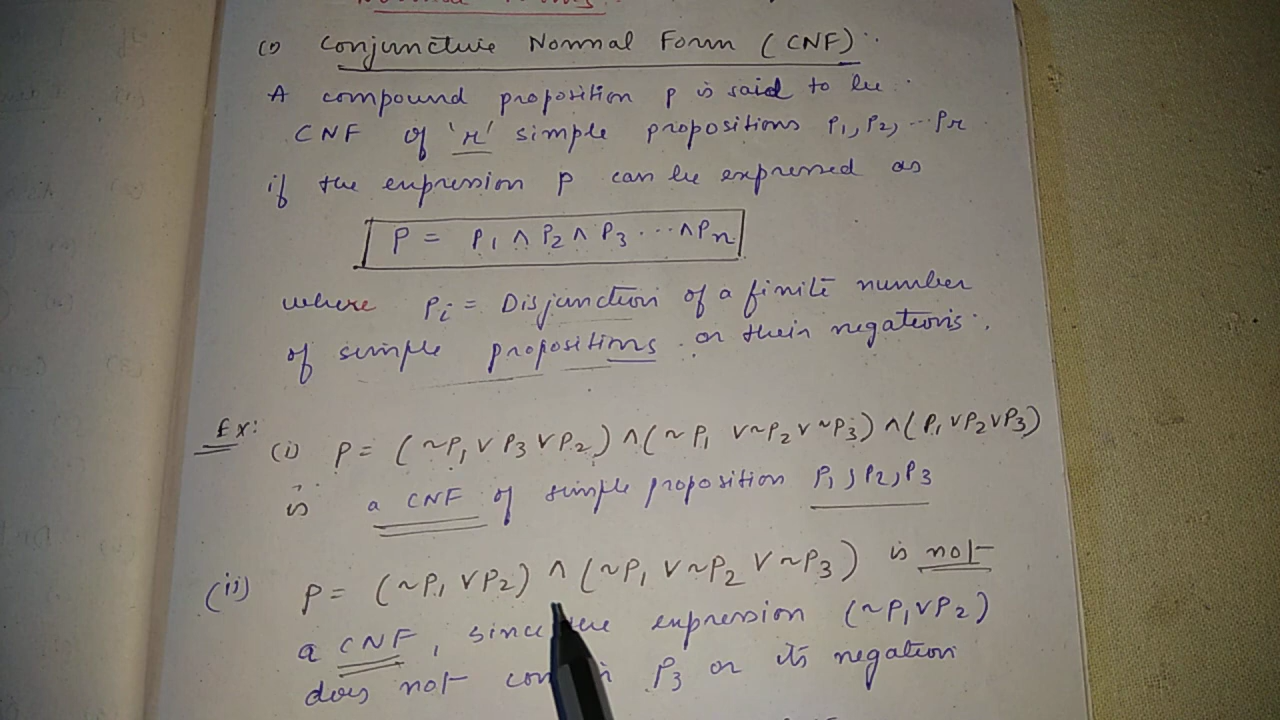 (i) Conjunctive Normal Form (CNF):
A compound proposition P is said to be
CNF of 'r' simple propositions P1, P2, ... Pr
if the expression P can be expressed as
P = P1 ∧ P2 ∧ P3 ... ∧ Pn
where Pi = Disjunction of a finite number
of simple propositions or their negations.
Ex: (i) P = (~P1 ∨ P3 ∨ P2) ∧ (~P1 ∨ ~P2 ∨ ~P3) ∧ (P1 ∨ P2 ∨ P3)
is a CNF of simple proposition P1, P2, P3
(ii) P = (~P1 ∨ P2) ∧ (~P1 ∨ ~P2 ∨ ~P3) is not
a CNF, since expression (~P1 ∨ P2)
does not P3 or its negation